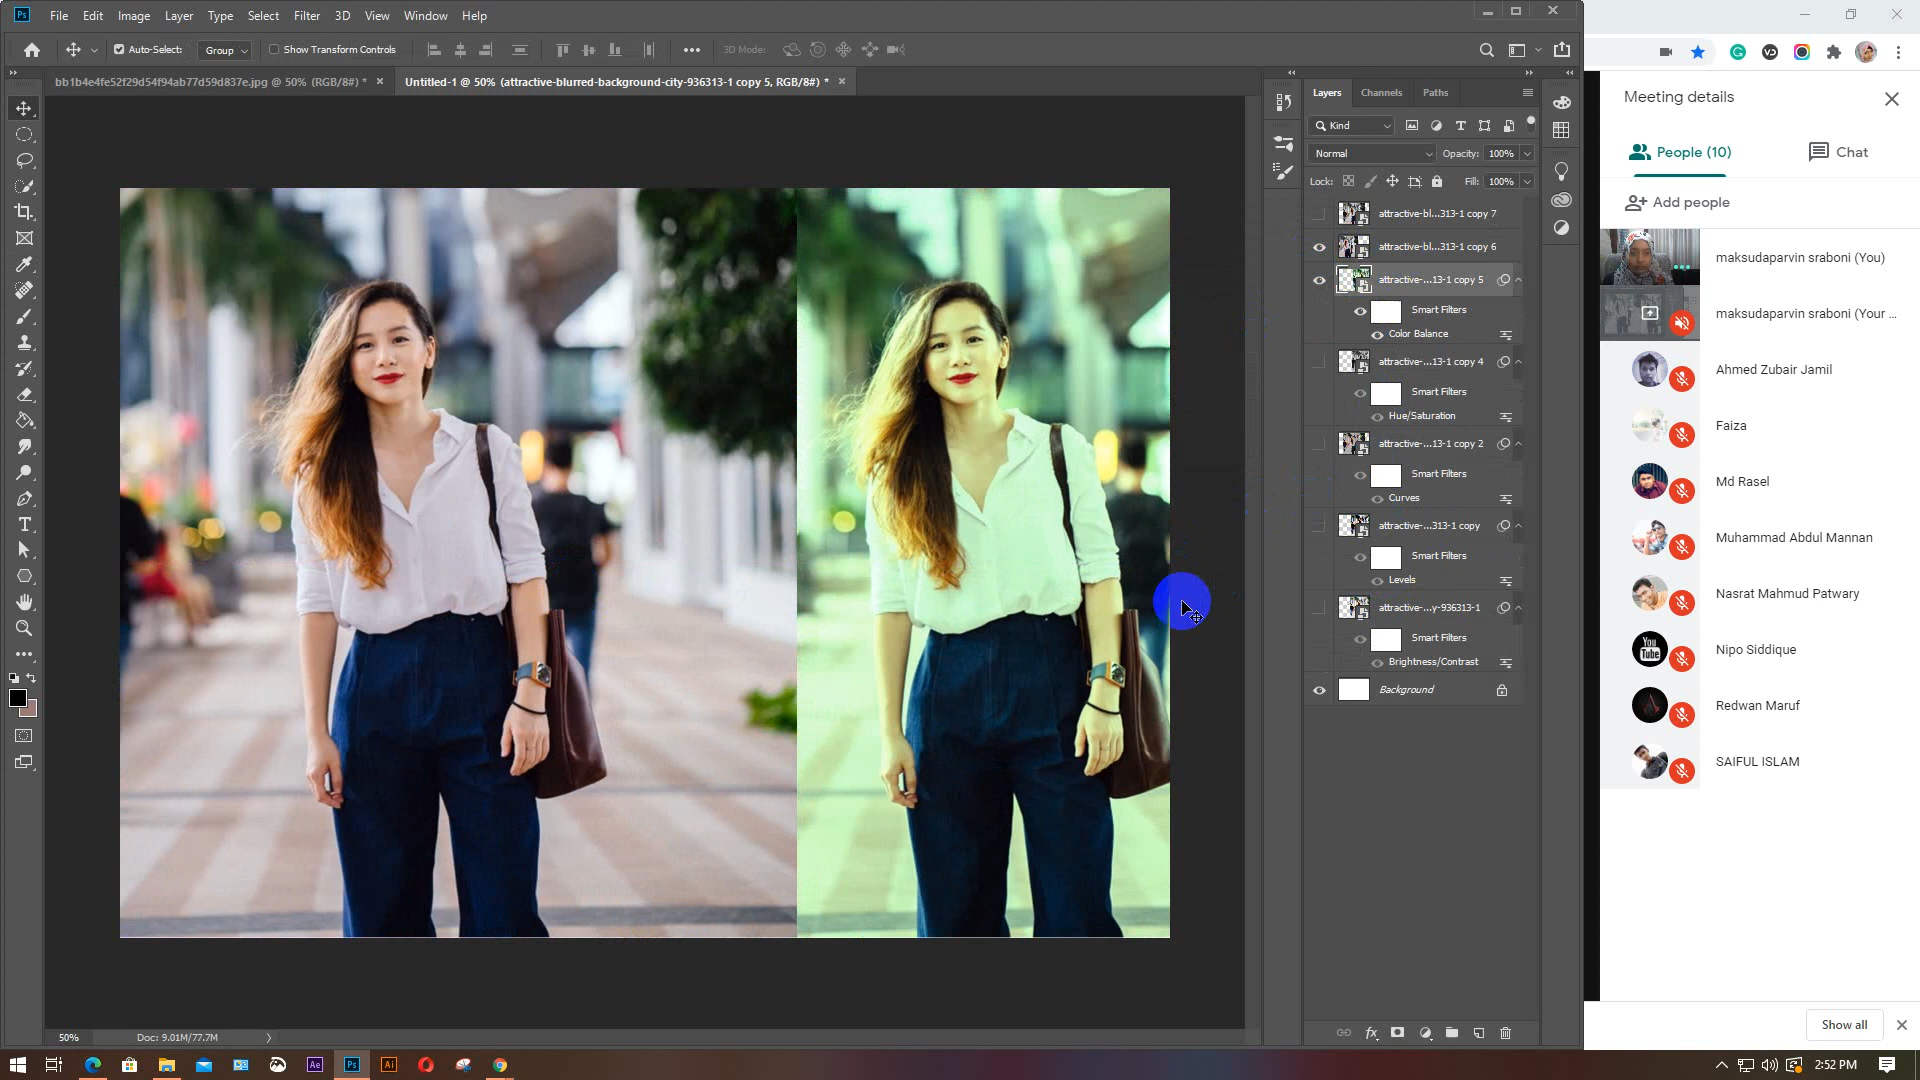 Ps File Edit Image Layer Type Select Filter 3D View Window Help
Auto-Select: Group Show Transform Controls 3D Mode:
bb1b4e4fe52f29d54f94ab77d59d837e.jpg @ 50% (RGB/8#) * Untitled-1 @ 50% (attractive-blurred-background-city-936313-1 copy 5, RGB/8#) *
Layers Channels Paths
Kind
Normal Opacity: 100%
Lock: Fill: 100%
attractive-bl...313-1 copy 7
attractive-bl...313-1 copy 6
attractive-...13-1 copy 5
Smart Filters
Color Balance
attractive-...13-1 copy 4
Smart Filters
Hue/Saturation
attractive-...13-1 copy 2
Smart Filters
Curves
attractive-...313-1 copy
Smart Filters
Levels
attractive-...y-936313-1
Smart Filters
Brightness/Contrast
Background
50% Doc: 9.01M/77.7M
Meeting details
People (10) Chat
Add people
maksudaparvin sraboni (You)
maksudaparvin sraboni (Your ...
Ahmed Zubair Jamil
Faiza
Md Rasel
Muhammad Abdul Mannan
Nasrat Mahmud Patwary
You
Tube
Nipo Siddique
Redwan Maruf
SAIFUL ISLAM
Show all
Ae Ps Ai 2:52 PM